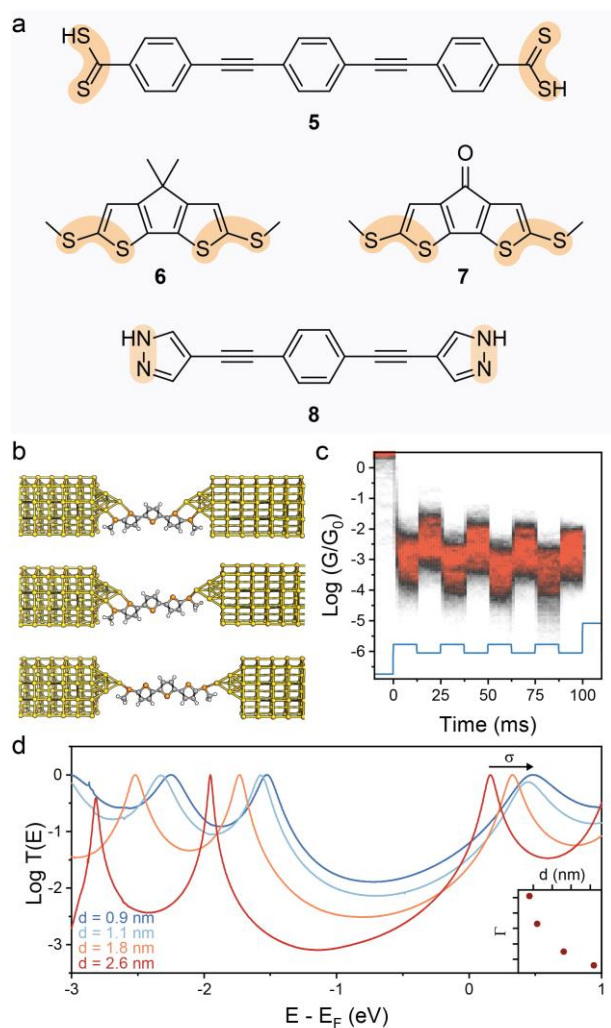 a
HS
S
S
SH
5
O
S
S
S
S
S
S
S
S
6
7
HN
N
NH
N
8
b
c
Log (G/G₀)
0
-1
-2
-3
-4
-5
-6
0
25
50
75
100
Time (ms)
d
Log T(E)
0
-1
-2
-3
σ
d = 0.9 nm
d = 1.1 nm
d = 1.8 nm
d = 2.6 nm
d (nm)
Γ
-3
-2
-1
0
1
E - E_F (eV)